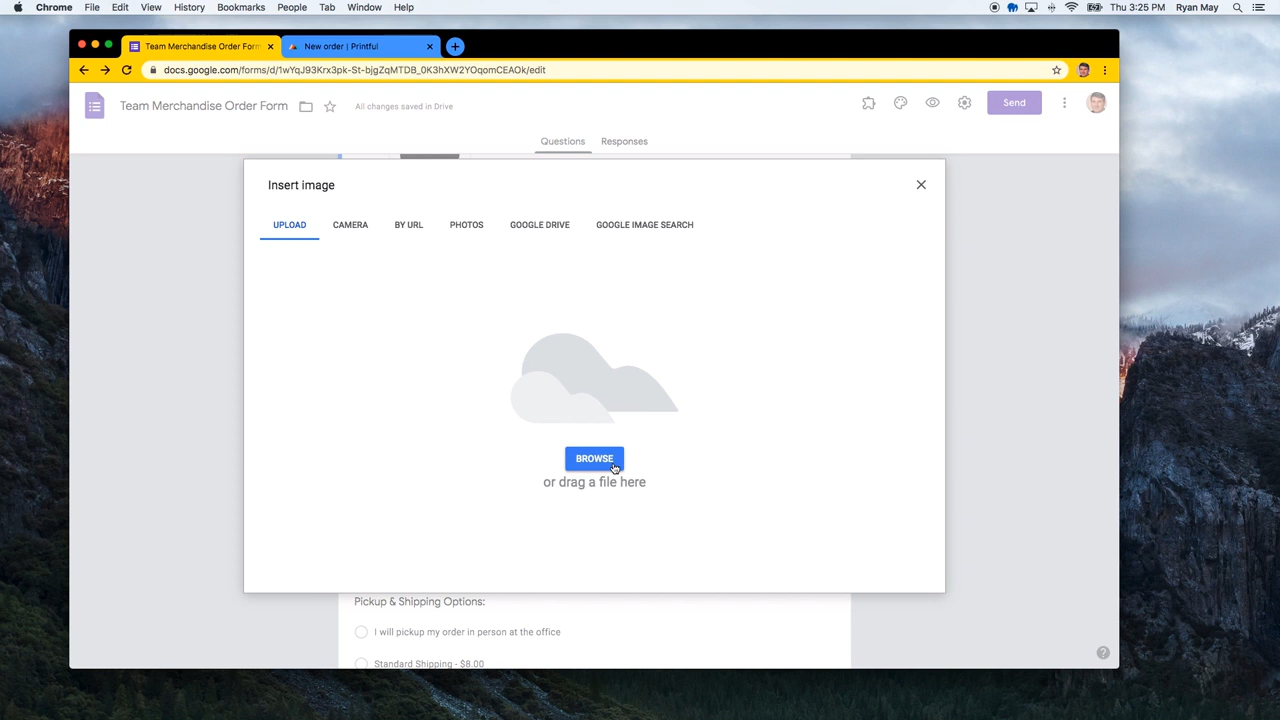 Chrome File Edit View History Bookmarks People Tab Window Help Thu 3:25 PM Ryan May
Team Merchandise Order Form New order | Printful
docs.google.com/forms/d/1wYqJ93Krx3pk-St-bjgZqMTDB_0K3hXW2YOqomCEAOk/edit
Team Merchandise Order Form All changes saved in Drive Send
Questions Responses
Insert image
UPLOAD CAMERA BY URL PHOTOS GOOGLE DRIVE GOOGLE IMAGE SEARCH
BROWSE
or drag a file here
Pickup & Shipping Options:
I will pickup my order in person at the office
Standard Shipping - $8.00